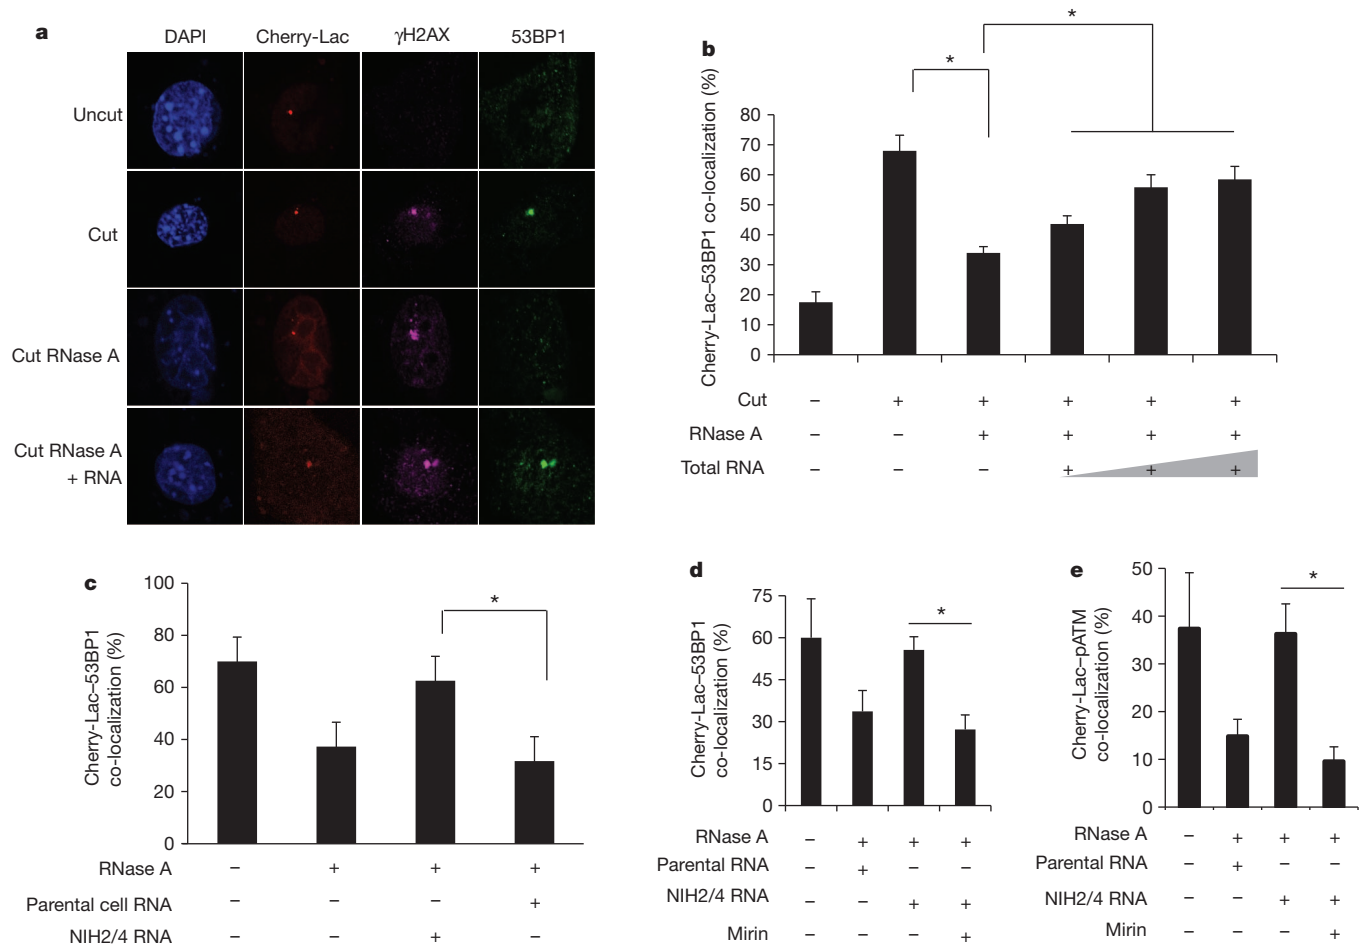 a
DAPI Cherry-Lac γH2AX 53BP1
Uncut
Cut
Cut RNase A
Cut RNase A
+ RNA
b
*
*
Cherry-Lac–53BP1 co-localization (%)
80
70
60
50
40
30
20
10
0
Cut – + + + + +
RNase A – – + + + +
Total RNA – – – + + +
c
*
Cherry-Lac–53BP1
co-localization (%)
100
80
60
40
20
0
RNase A – + + +
Parental cell RNA – – – +
NIH2/4 RNA – – + –
d
*
Cherry-Lac–53BP1
co-localization (%)
75
60
45
30
15
0
RNase A – + + +
Parental RNA – + – –
NIH2/4 RNA – – + +
Mirin – – – +
e
*
Cherry-Lac–pATM
co-localization (%)
50
40
30
20
10
0
RNase A – + + +
Parental RNA – + – –
NIH2/4 RNA – – + +
Mirin – – – +